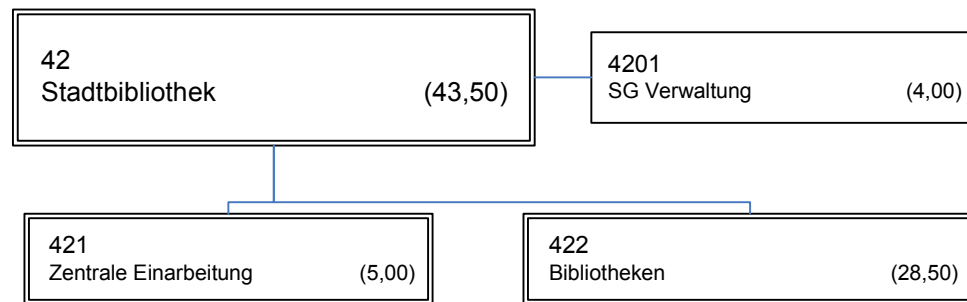 42
Stadtbibliothek (43,50)
4201
SG Verwaltung (4,00)
421
Zentrale Einarbeitung (5,00)
422
Bibliotheken (28,50)